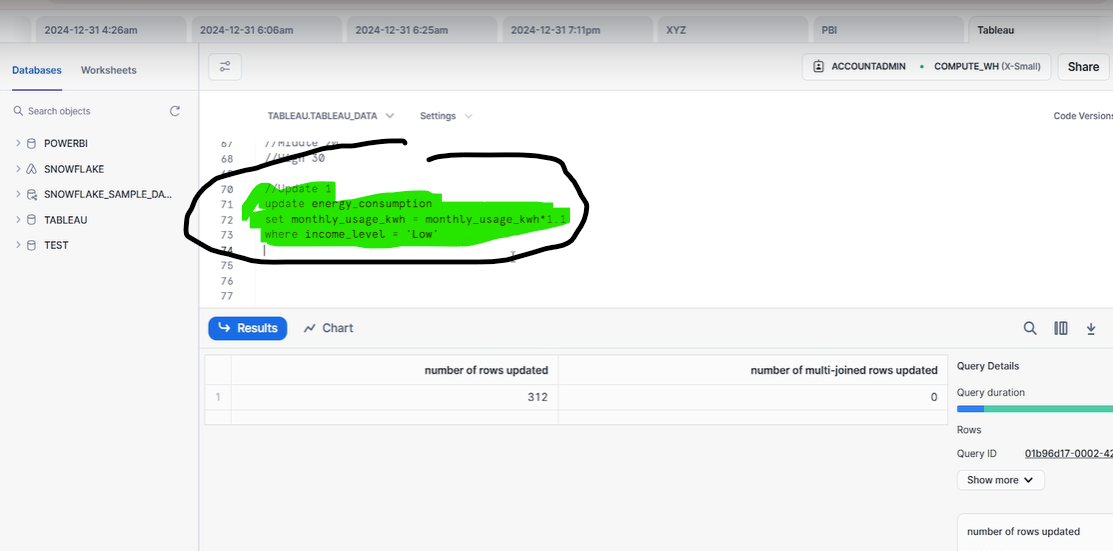 2024-12-31 4:26am
2024-12-31 6:06am
2024-12-31 6:25am
2024-12-31 7:11pm
XYZ
PBI
Tableau
Databases
Worksheets
ACCOUNTADMIN
COMPUTE_WH (X-Small)
Share
Search objects
TABLEAU.TABLEAU_DATA
Settings
Code Versions
POWERBI
SNOWFLAKE
SNOWFLAKE_SAMPLE_DA...
TABLEAU
TEST
67 //Middle 20
68 //High 30
70 //Update 1
71 update energy_consumption
72 set monthly_usage_kwh = monthly_usage_kwh*1.1
73 where income_level = 'Low'
74
75
76
77
Results
Chart
number of rows updated
number of multi-joined rows updated
1 312 0
Query Details
Query duration
Rows
Query ID 01b96d17-0002-42
Show more
number of rows updated